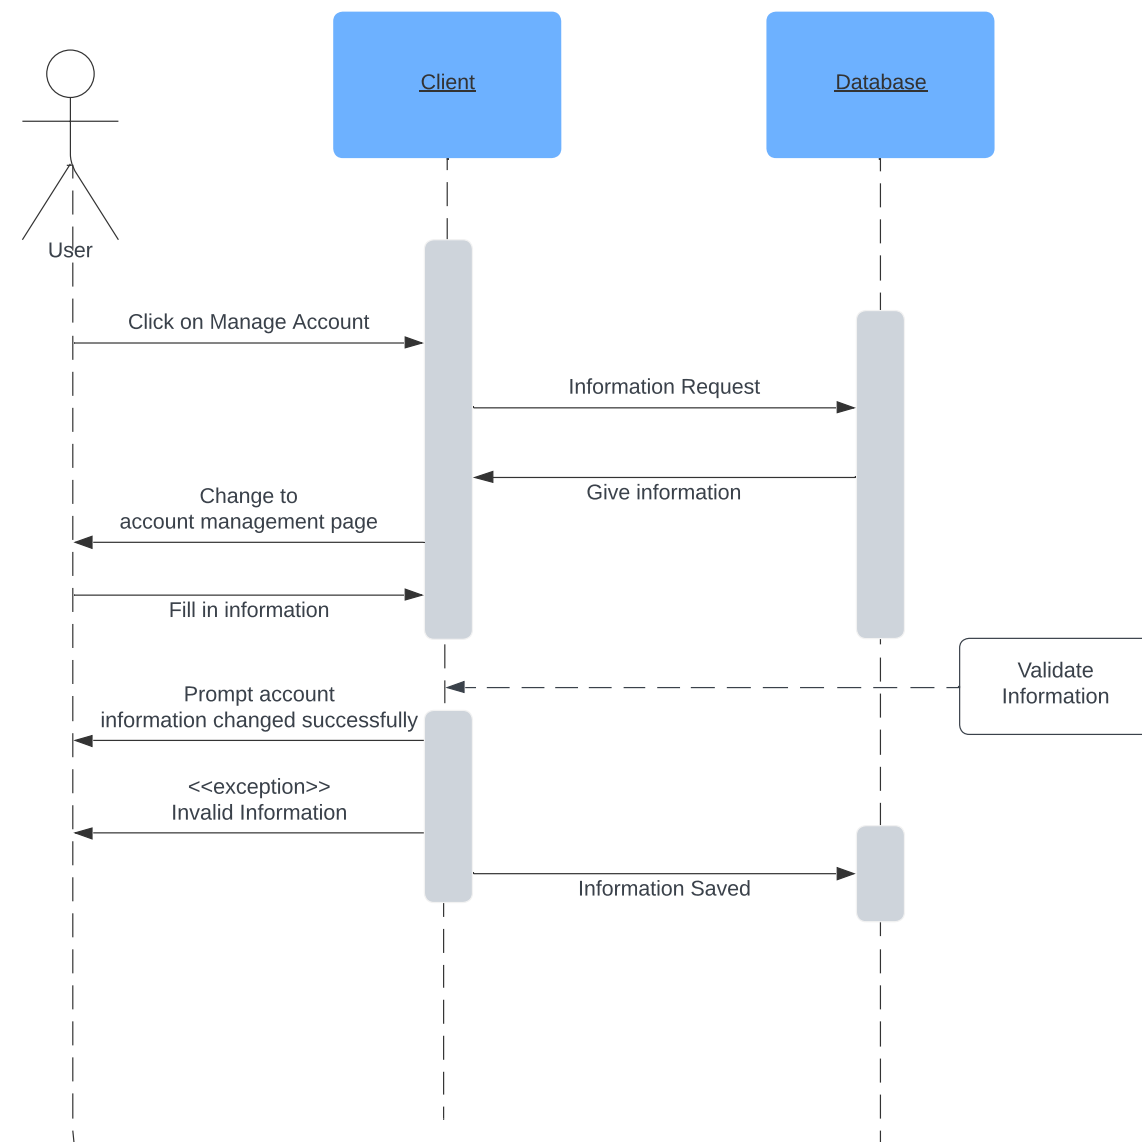 Client
Database
User
Click on Manage Account
Information Request
Give information
Change to
account management page
Fill in information
Validate
Information
Prompt account
information changed successfully
<<exception>>
Invalid Information
Information Saved